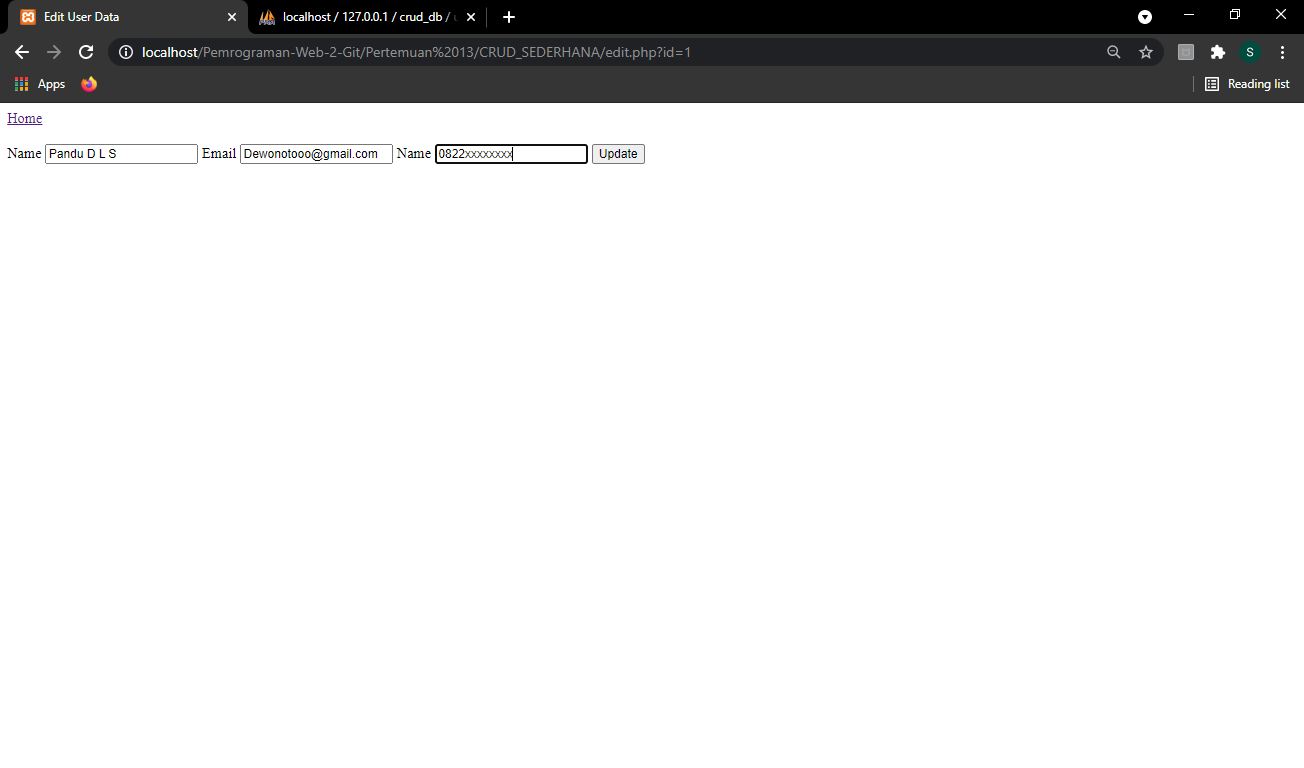 Edit User Data
localhost / 127.0.0.1 / crud_db /
localhost/Pemrograman-Web-2-Git/Pertemuan%2013/CRUD_SEDERHANA/edit.php?id=1
S
Apps
Reading list
Home
Name Pandu D L S Email Dewonotooo@gmail.com Name 0822xxxxxxxx Update